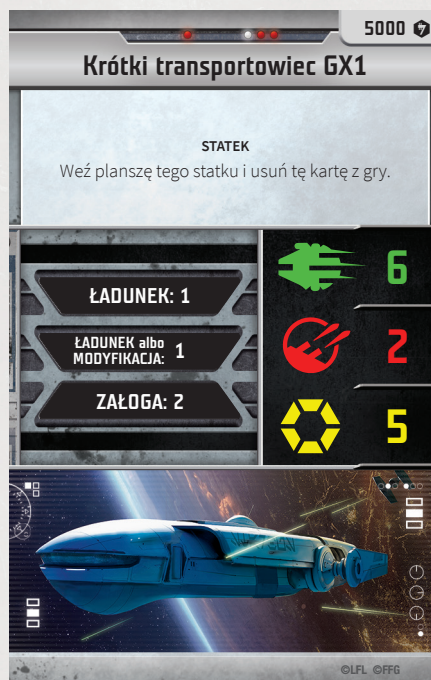 5000
Krótki transportowiec GX1
STATEK
Weź planszę tego statku i usuń tę kartę z gry.
ŁADUNEK: 1
ŁADUNEK albo
MODYFIKACJA: 1
ZAŁOGA: 2
6
2
5
©LFL ©FFG